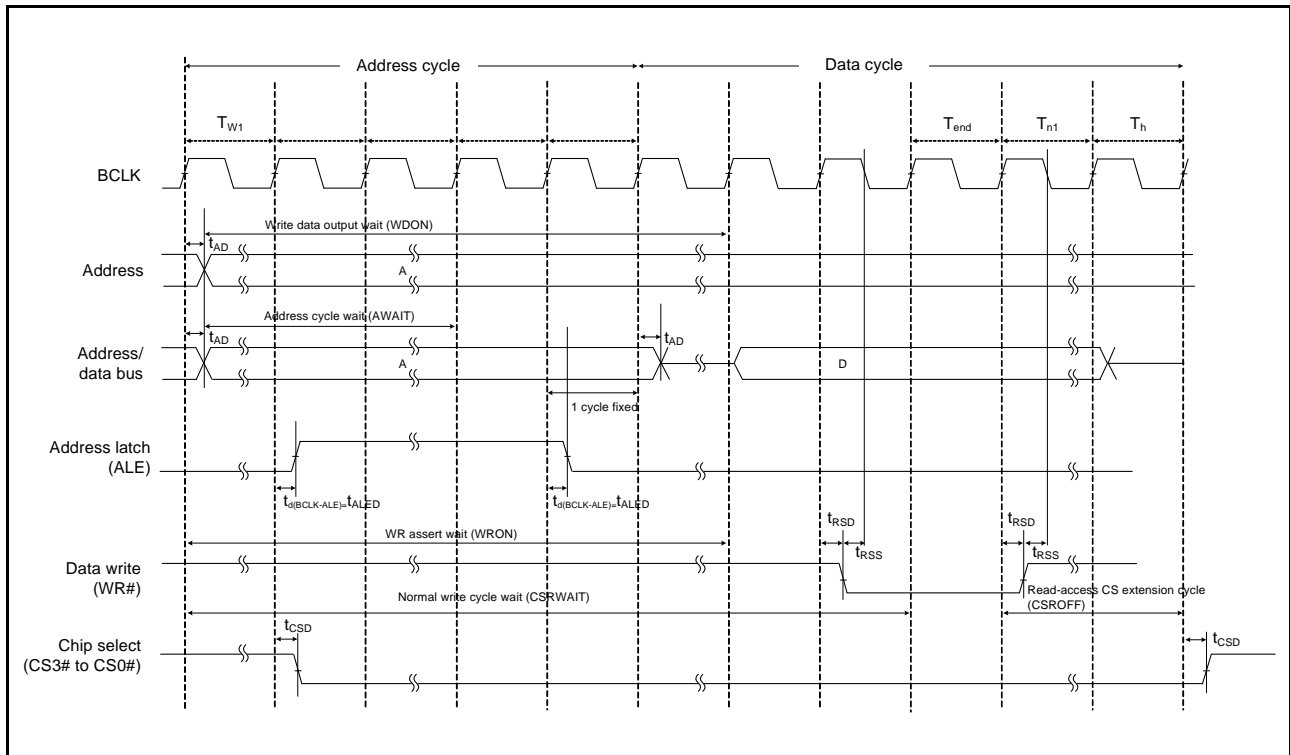 Address cycle
Data cycle
TW1
Tend
Tn1
Th
BCLK
Write data output wait (WDON)
tAD
Address
A
Address cycle wait (AWAIT)
tAD
tAD
Address/
data bus
A
D
1 cycle fixed
Address latch
(ALE)
td(BCLK-ALE)=tALED
td(BCLK-ALE)=tALED
tRSD
tRSD
WR assert wait (WRON)
tRSS
tRSS
Data write
(WR#)
Normal write cycle wait (CSRWAIT)
Read-access CS extension cycle
(CSROFF)
tCSD
tCSD
Chip select
(CS3# to CS0#)